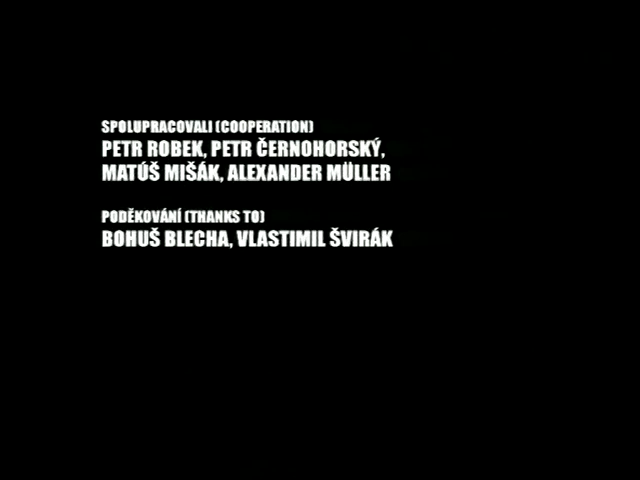 SPOLUPRACOVALI (COOPERATION)
PETR ROBEK, PETR ČERNOHORSKÝ,
MATÚŠ MIŠÁK, ALEXANDER MÜLLER
PODĚKOVÁNÍ (THANKS TO)
BOHUŠ BLECHA, VLASTIMIL ŠVIRÁK